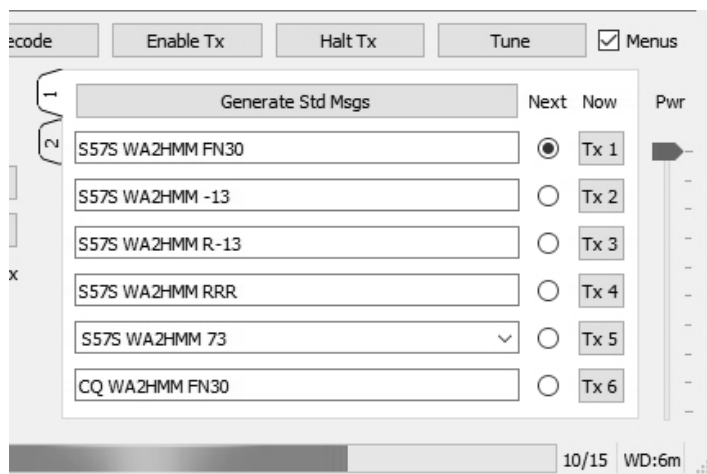 ecode Enable Tx Halt Tx Tune Menus
1 Generate Std Msgs Next Now Pwr
2
S57S WA2HMM FN30 Tx 1
S57S WA2HMM -13 Tx 2
S57S WA2HMM R-13 Tx 3
x
S57S WA2HMM RRR Tx 4
S57S WA2HMM 73 Tx 5
CQ WA2HMM FN30 Tx 6
10/15 WD:6m